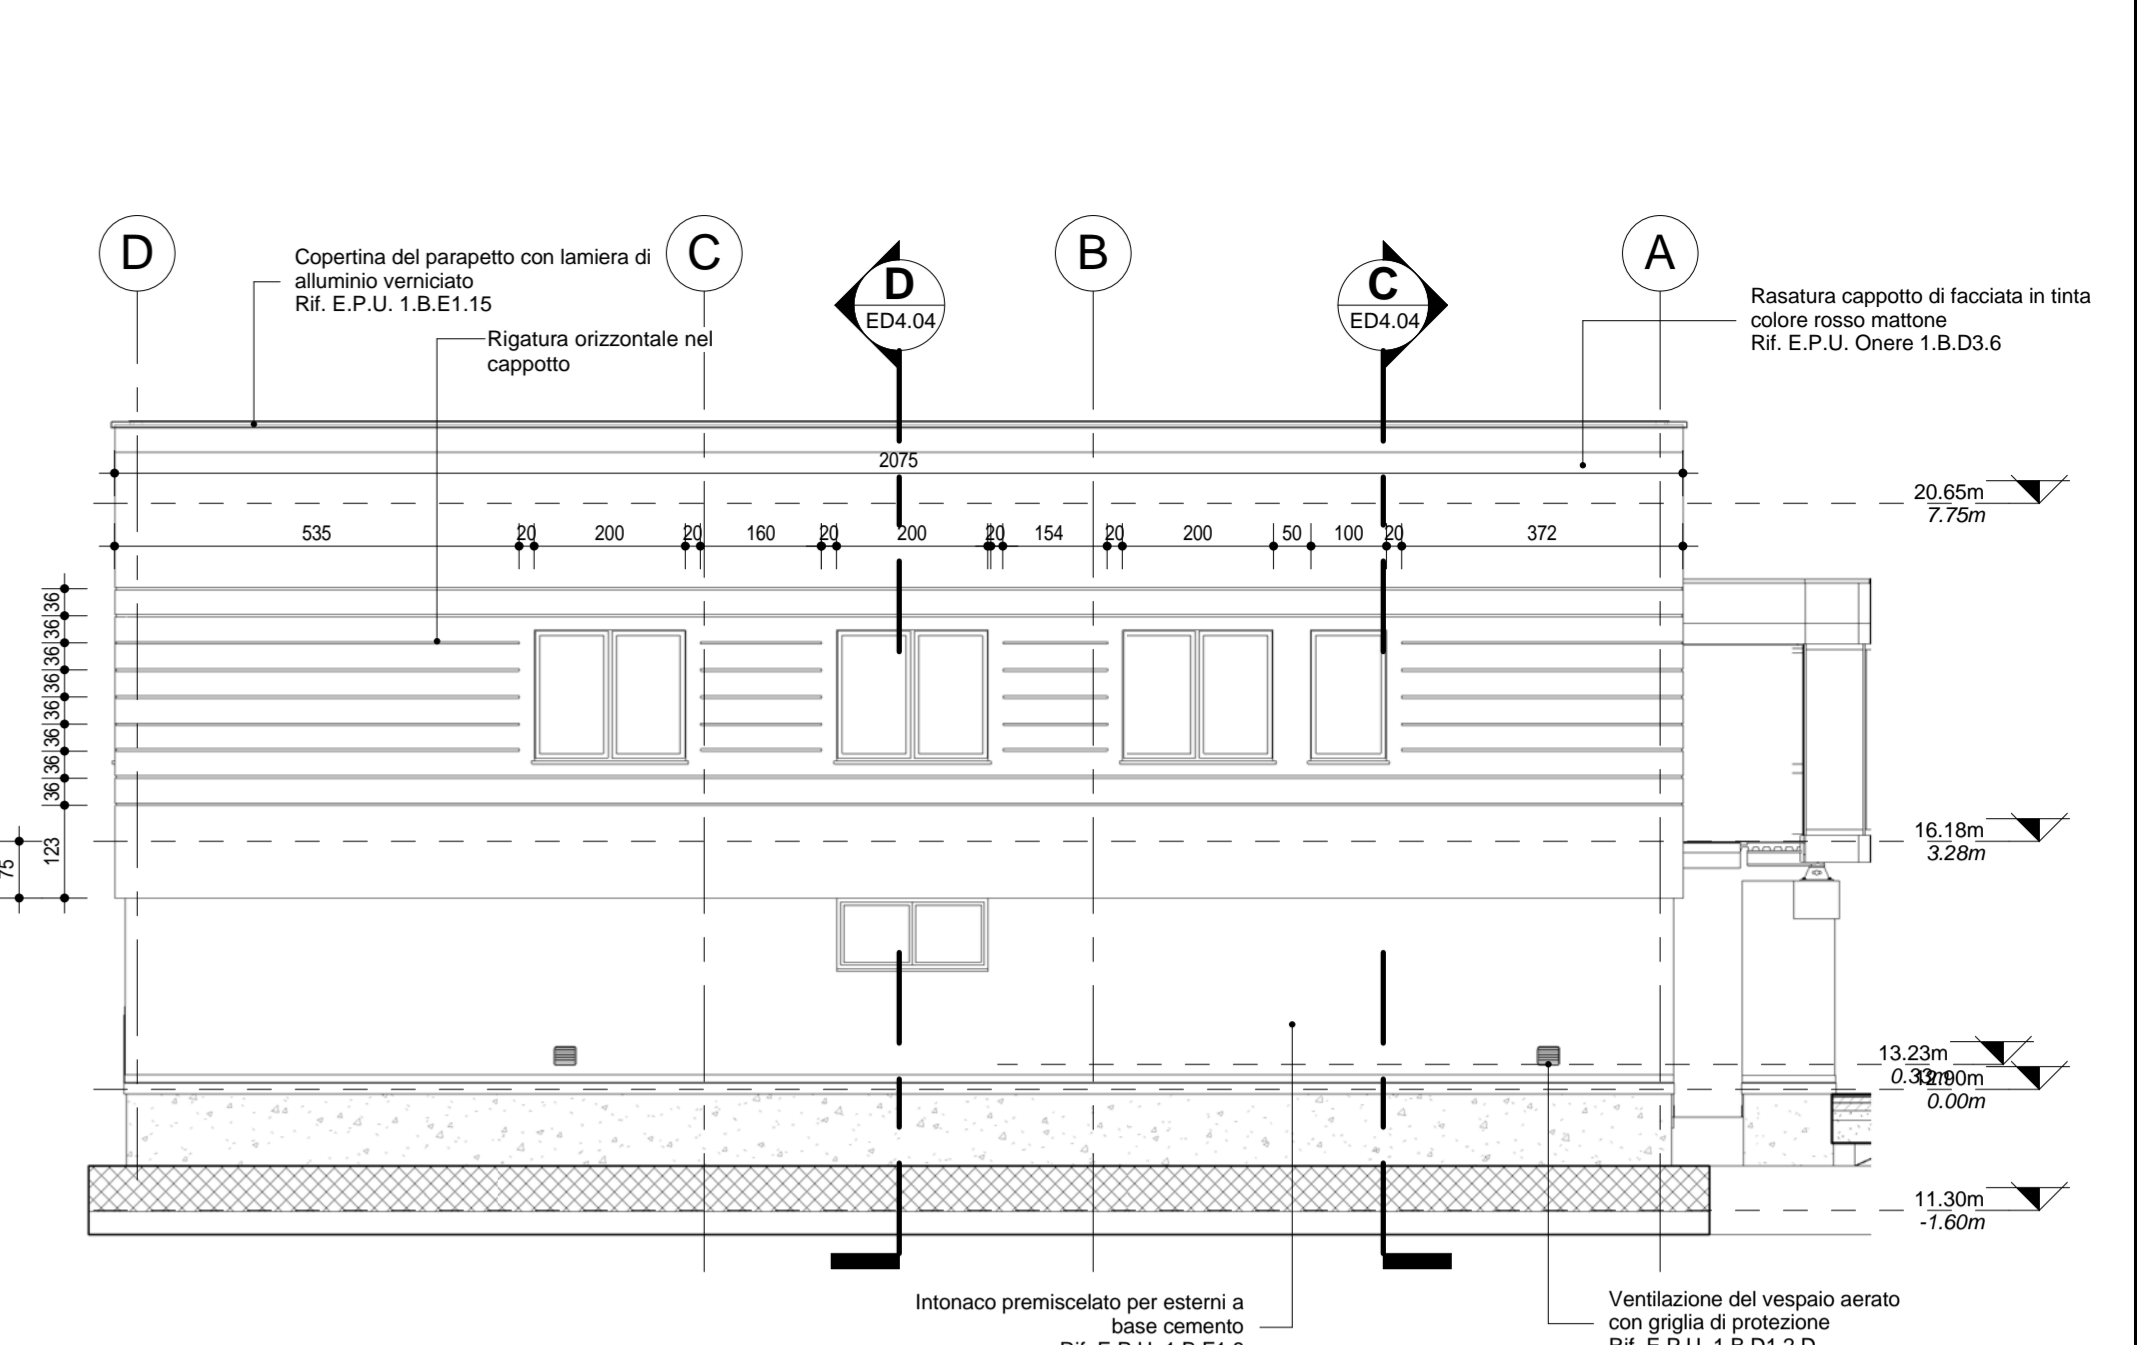 D
C
B
A
D
ED4.04
C
ED4.04
Copertina del parapetto con lamiera di
alluminio verniciato
Rif. E.P.U. 1.B.E1.15
Rigatura orizzontale nel
cappotto
Rasatura cappotto di facciata in tinta
colore rosso mattone
Rif. E.P.U. Onere 1.B.D3.6
2075
20.65m
7.75m
535
20
200
20
160
20
200
20
154
20
200
50
100
20
372
36
36
36
36
36
36
36
36
123
75
16.18m
3.28m
13.23m
0.33m
12.90m
0.00m
11.30m
-1.60m
Intonaco premiscelato per esterni a
base cemento
Ventilazione del vespaio aerato
con griglia di protezione